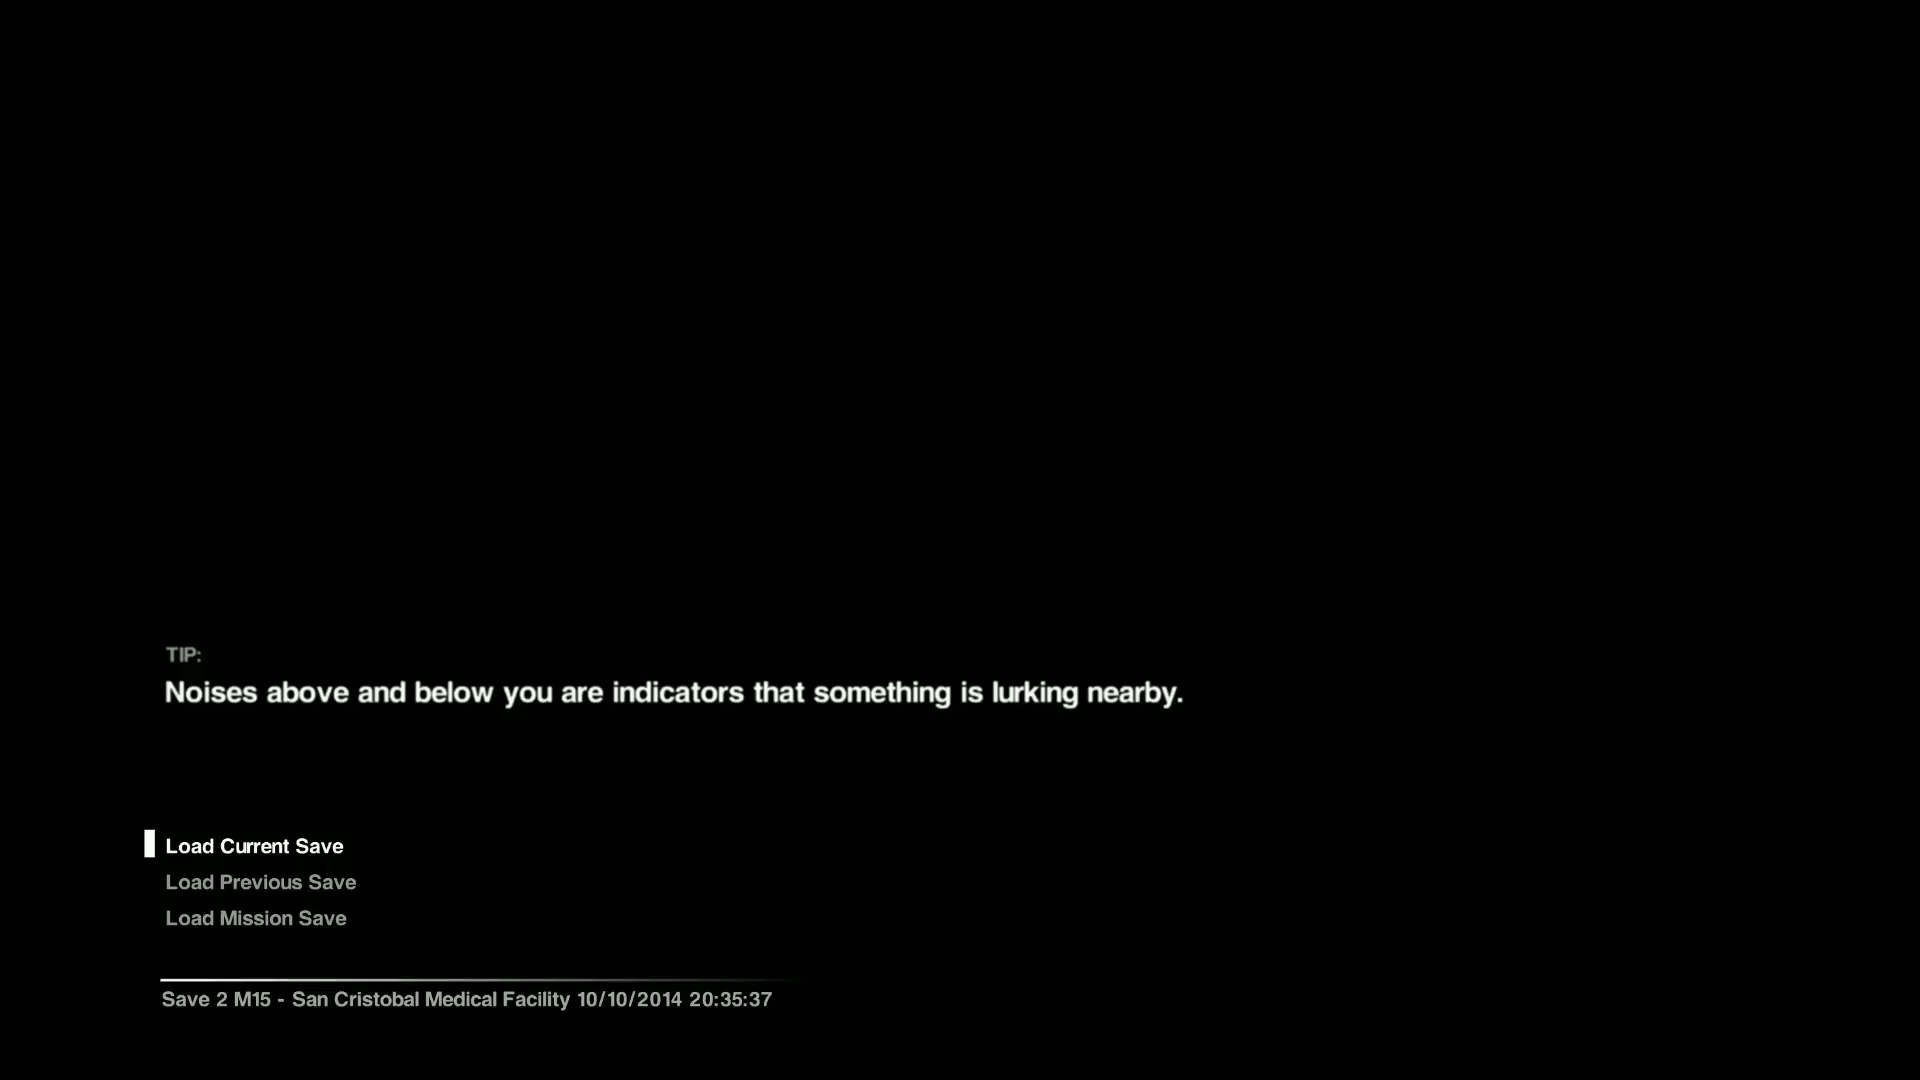 TIP:
Noises above and below you are indicators that something is lurking nearby.
Load Current Save
Load Previous Save
Load Mission Save
Save 2 M15 - San Cristobal Medical Facility 10/10/2014 20:35:37